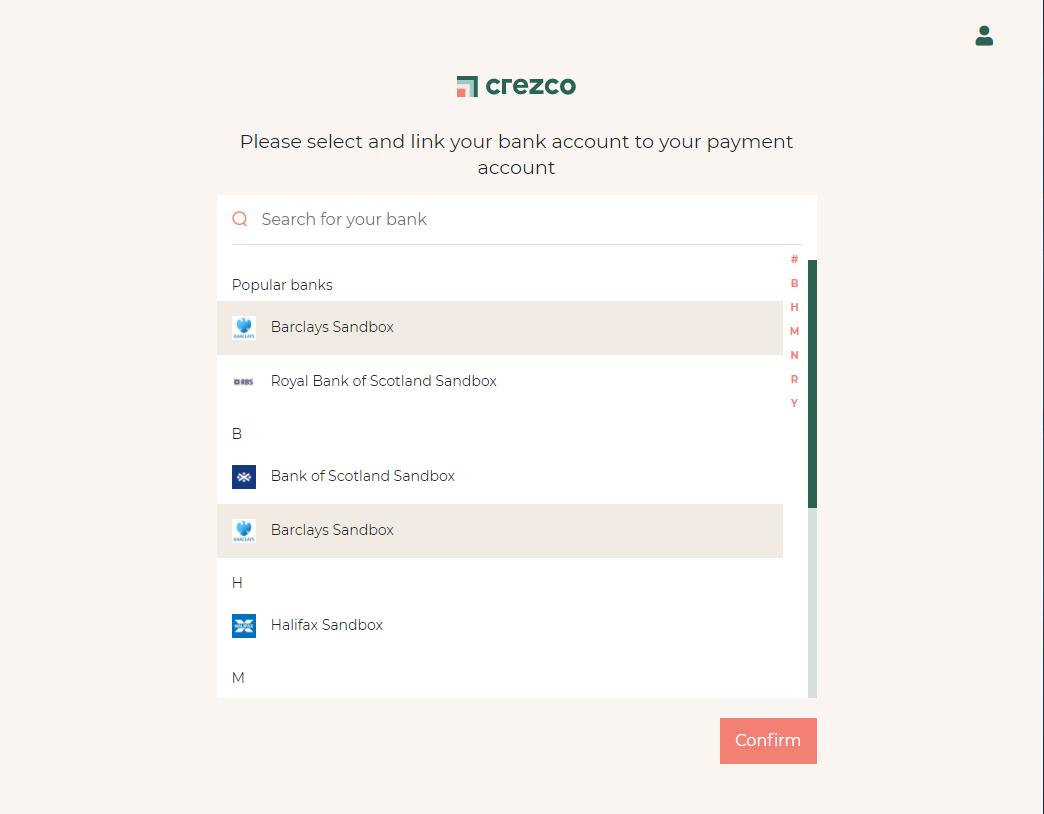 crezco
Please select and link your bank account to your payment
account
Search for your bank
#
B
H
M
N
R
Y
Popular banks
BARCLAYS
Barclays Sandbox
RBS
Royal Bank of Scotland Sandbox
B
Bank of Scotland Sandbox
BARCLAYS
Barclays Sandbox
H
HALIFAX
Halifax Sandbox
M
Confirm